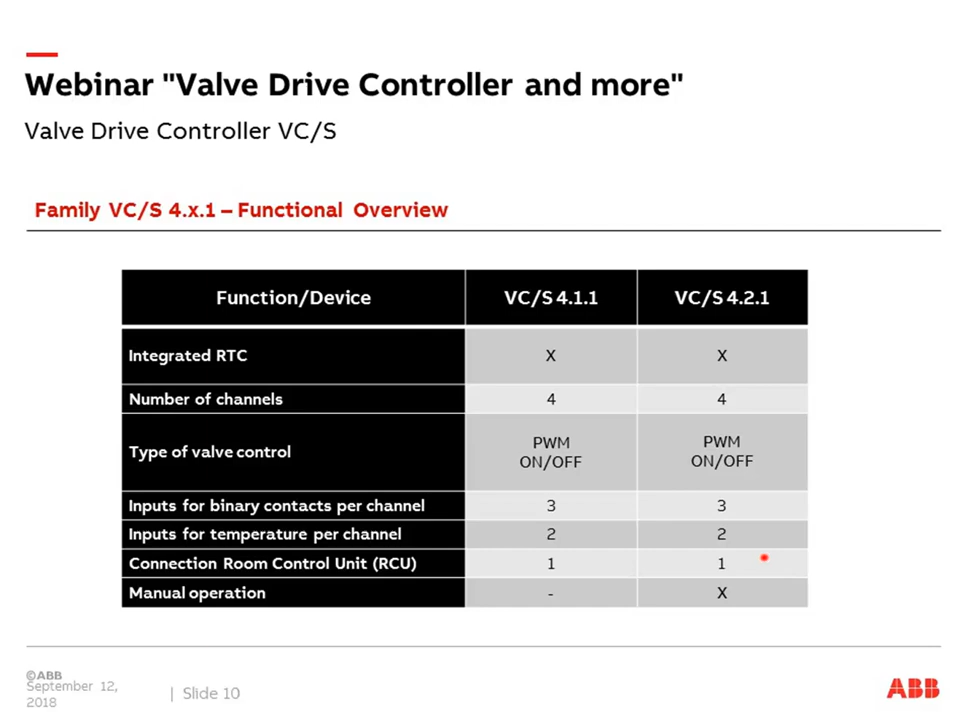 Webinar "Valve Drive Controller and more"
Valve Drive Controller VC/S
Family VC/S 4.x.1 – Functional Overview
Function/Device VC/S 4.1.1 VC/S 4.2.1
Integrated RTC X X
Number of channels 4 4
Type of valve control PWM ON/OFF PWM ON/OFF
Inputs for binary contacts per channel 3 3
Inputs for temperature per channel 2 2
Connection Room Control Unit (RCU) 1 1
Manual operation - X
©ABB
September 12,
2018
| Slide 10
ABB